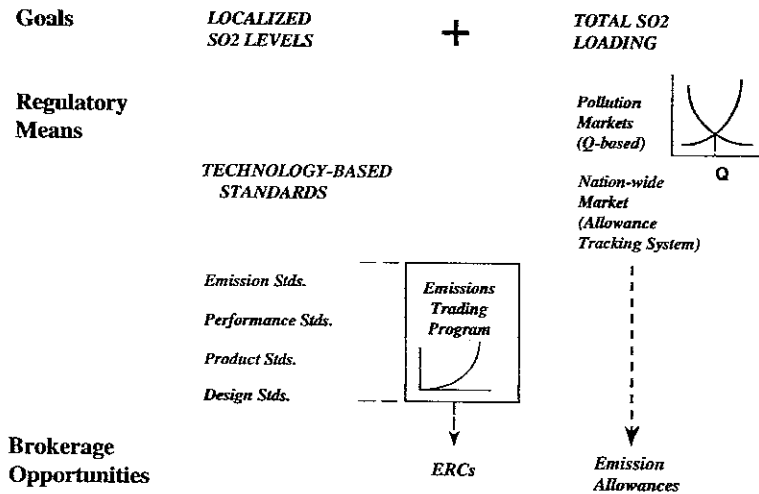 Goals
LOCALIZED
SO2 LEVELS
+
TOTAL SO2
LOADING
Regulatory
Means
Pollution
Markets
(Q-based)
Q
TECHNOLOGY-BASED
STANDARDS
Nation-wide
Market
(Allowance
Tracking System)
Emission Stds.
Performance Stds.
Product Stds.
Design Stds.
Emissions
Trading
Program
Brokerage
Opportunities
ERCs
Emission
Allowances